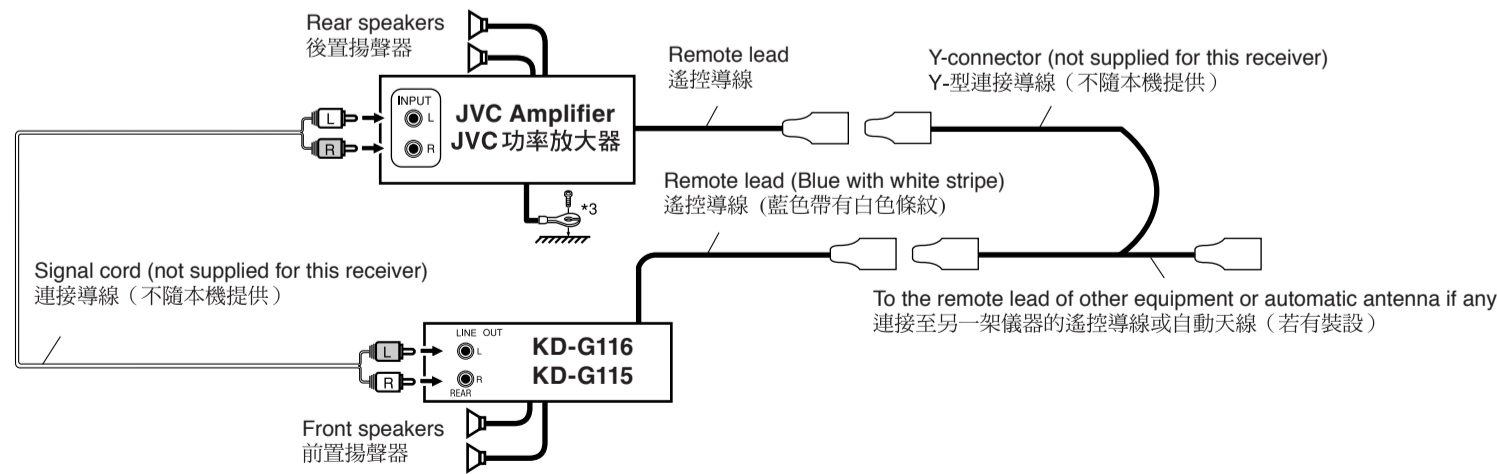 Rear speakers
後置揚聲器
Remote lead
遙控導線
Y-connector (not supplied for this receiver)
Y-型連接導線（不隨本機提供）
INPUT
L
L
R
R
JVC Amplifier
JVC功率放大器
*3
Remote lead (Blue with white stripe)
遙控導線 (藍色帶有白色條紋)
Signal cord (not supplied for this receiver)
連接導線（不隨本機提供）
To the remote lead of other equipment or automatic antenna if any
連接至另一架儀器的遙控導線或自動天線（若有裝設）
LINE OUT
L
L
R
R
REAR
KD-G116
KD-G115
Front speakers
前置揚聲器